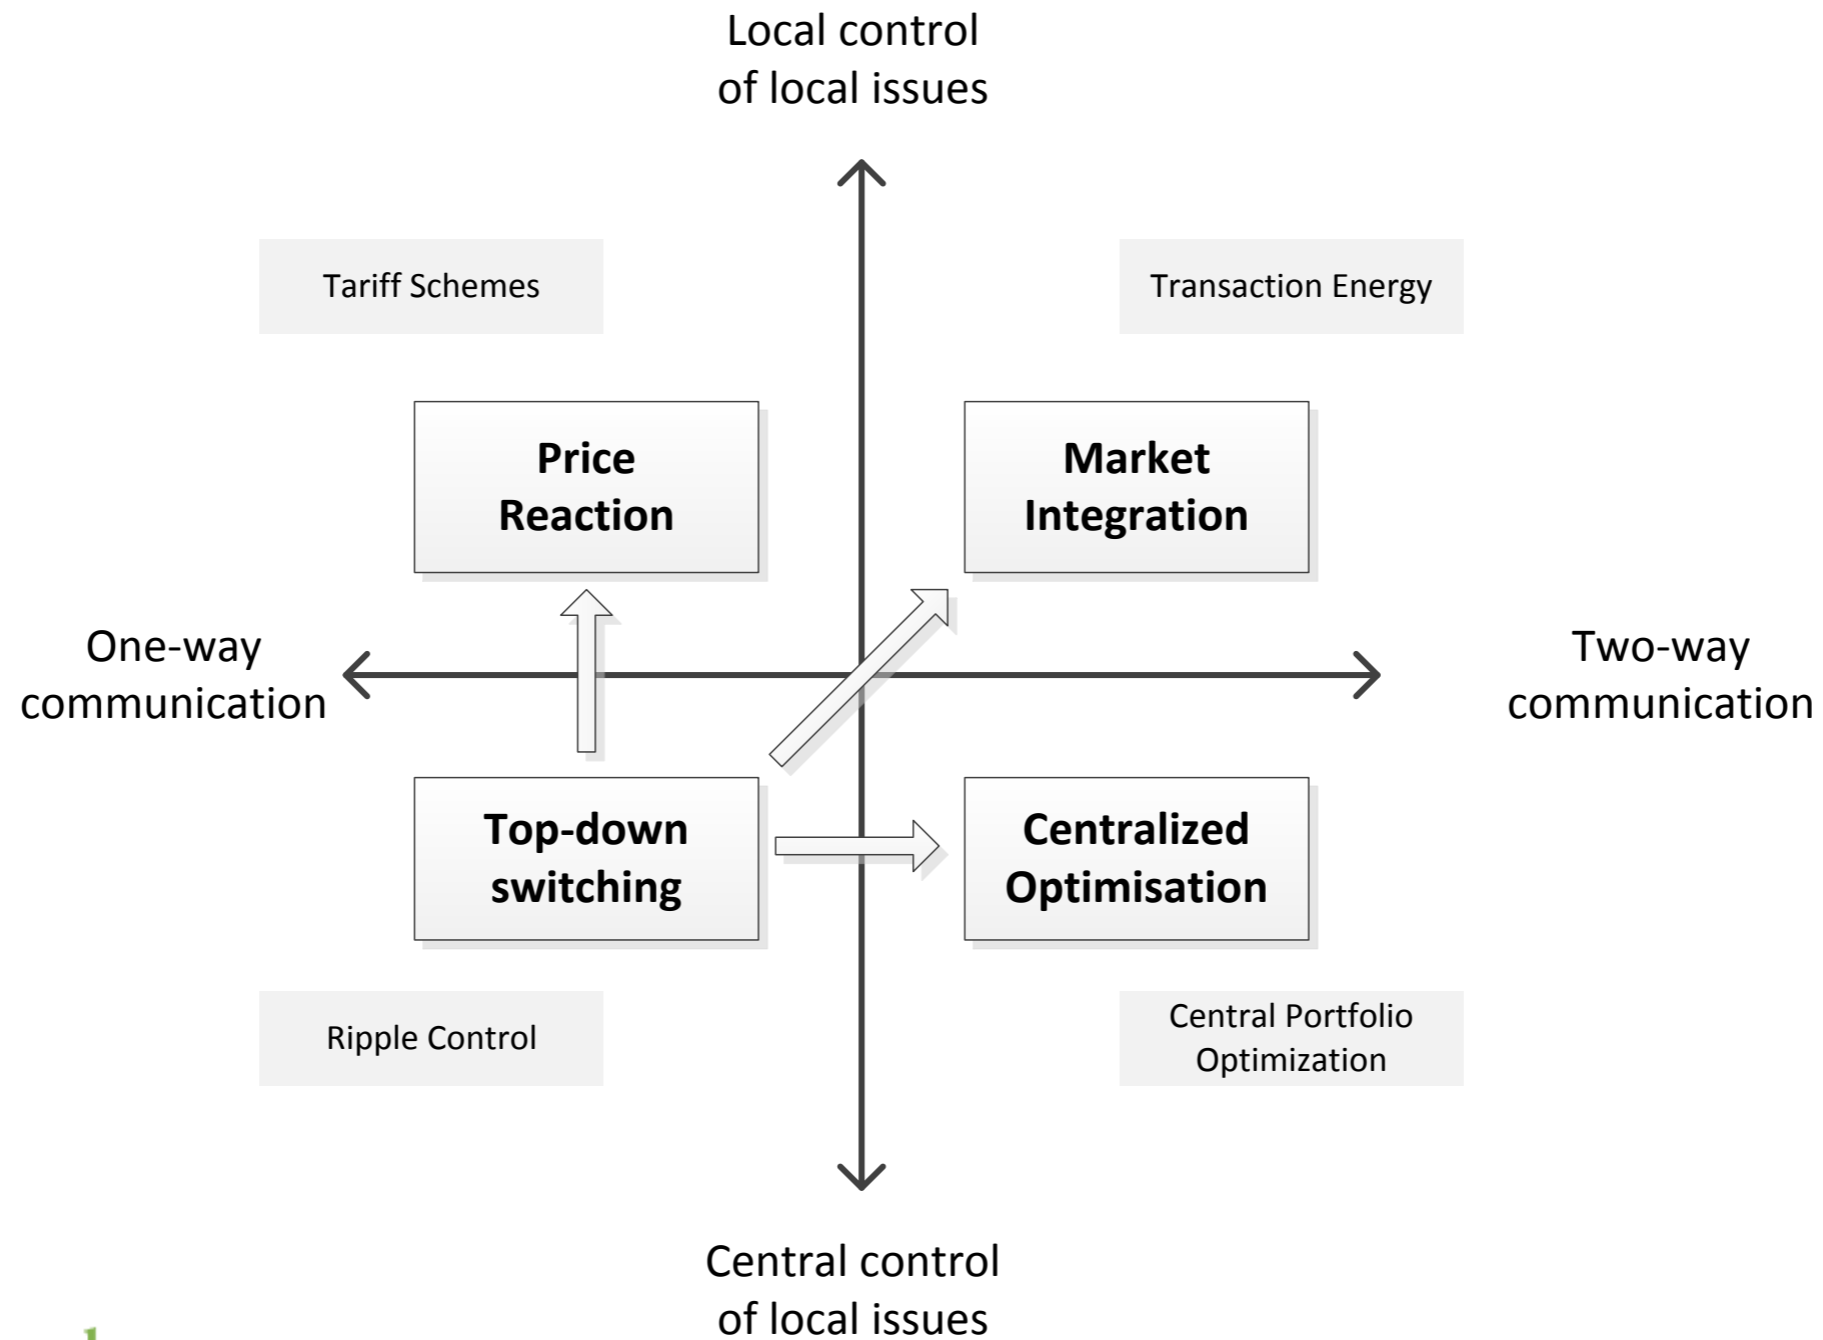 Local control
of local issues
Tariff Schemes
Transaction Energy
Price
Reaction
Market
Integration
One-way
communication
Two-way
communication
Top-down
switching
Centralized
Optimisation
Ripple Control
Central Portfolio
Optimization
Central control
of local issues